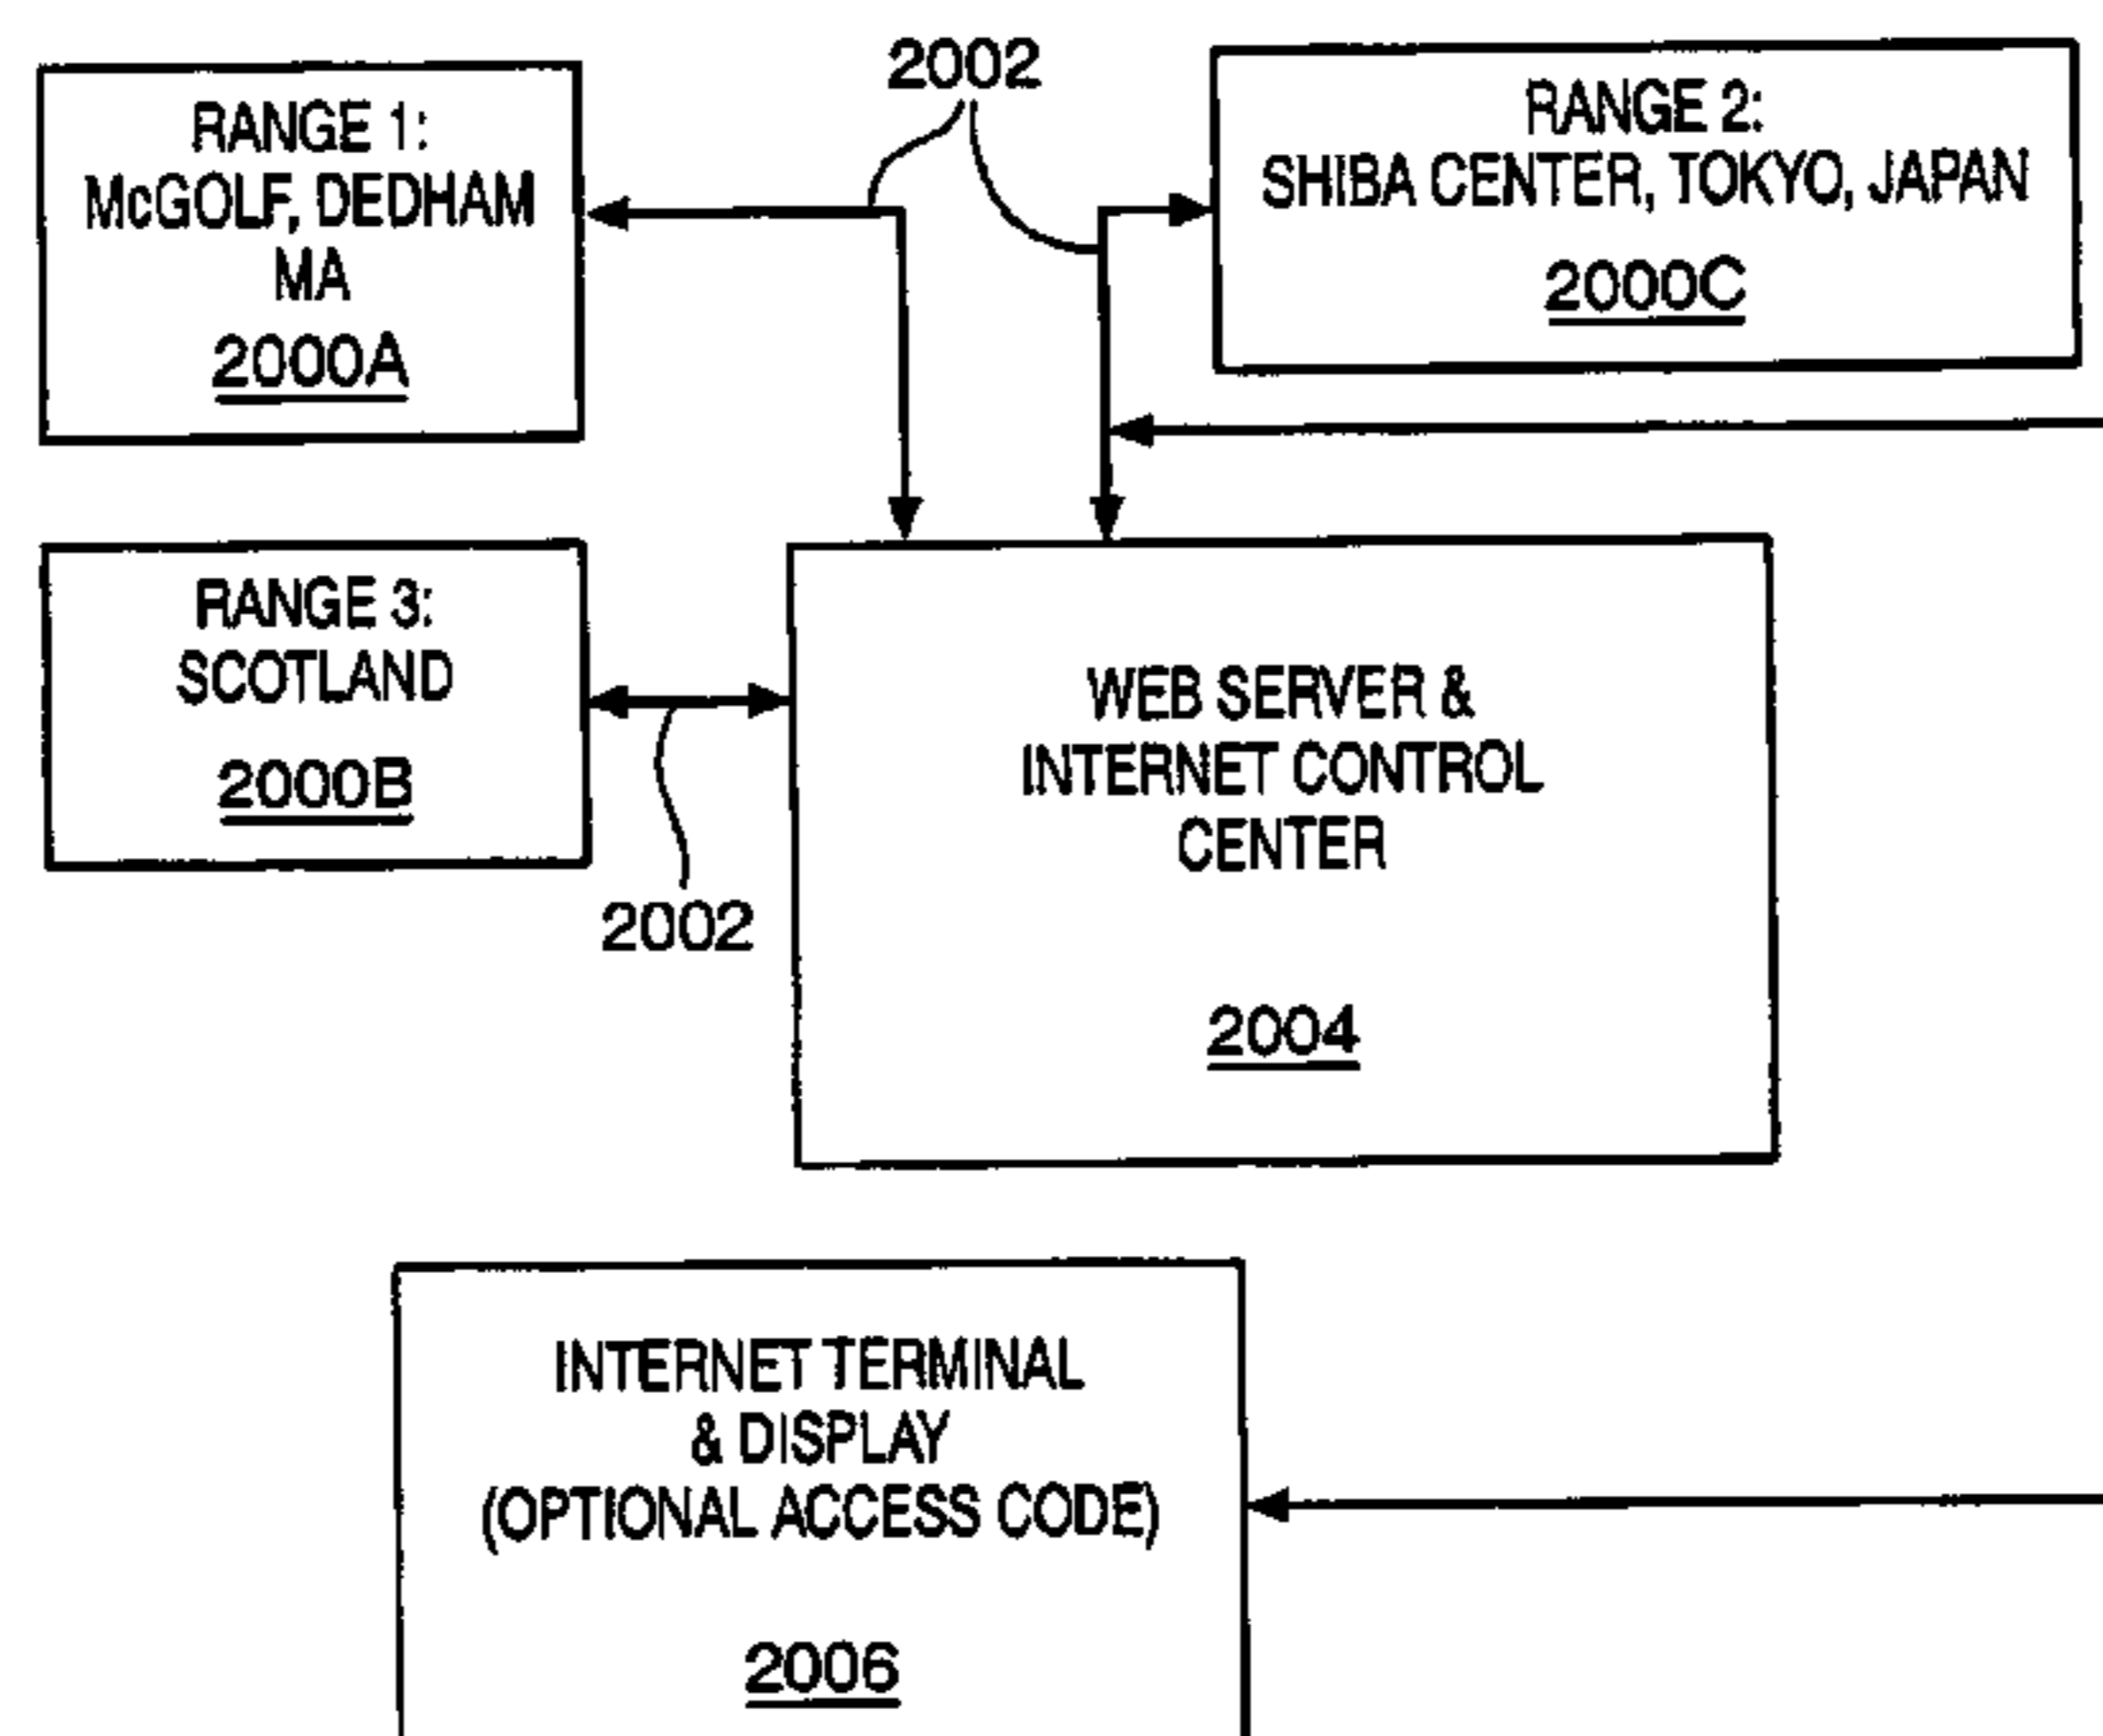 2002
RANGE 1:
McGOLF, DEDHAM
MA
2000A
RANGE 2:
SHIBA CENTER, TOKYO, JAPAN
2000C
RANGE 3:
SCOTLAND
2000B
2002
WEB SERVER &
INTERNET CONTROL
CENTER
2004
INTERNET TERMINAL
& DISPLAY
(OPTIONAL ACCESS CODE)
2006